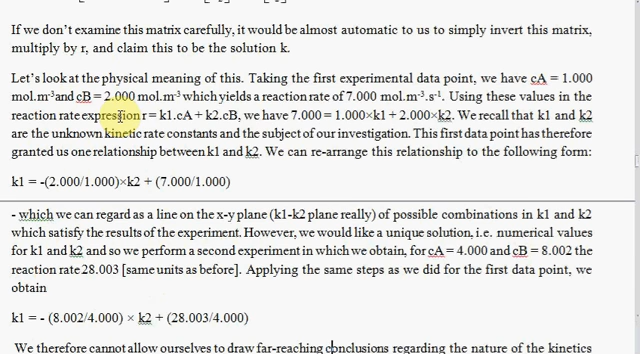 If we don't examine this matrix carefully, it would be almost automatic to us to simply invert this matrix,
multiply by r, and claim this to be the solution k.
Let's look at the physical meaning of this. Taking the first experimental data point, we have cA = 1.000
mol.m⁻³and cB = 2.000 mol.m⁻³ which yields a reaction rate of 7.000 mol.m⁻³.s⁻¹. Using these values in the
reaction rate expression r = k1.cA + k2.cB, we have 7.000 = 1.000×k1 + 2.000×k2. We recall that k1 and k2
are the unknown kinetic rate constants and the subject of our investigation. This first data point has therefore
granted us one relationship between k1 and k2. We can re-arrange this relationship to the following form:
k1 = -(2.000/1.000)×k2 + (7.000/1.000)
- which we can regard as a line on the x-y plane (k1-k2 plane really) of possible combinations in k1 and k2
which satisfy the results of the experiment. However, we would like a unique solution, i.e. numerical values
for k1 and k2 and so we perform a second experiment in which we obtain, for cA = 4.000 and cB = 8.002 the
reaction rate 28.003 [same units as before]. Applying the same steps as we did for the first data point, we
obtain
k1 = - (8.002/4.000) × k2 + (28.003/4.000)
We therefore cannot allow ourselves to draw far-reaching conclusions regarding the nature of the kinetics